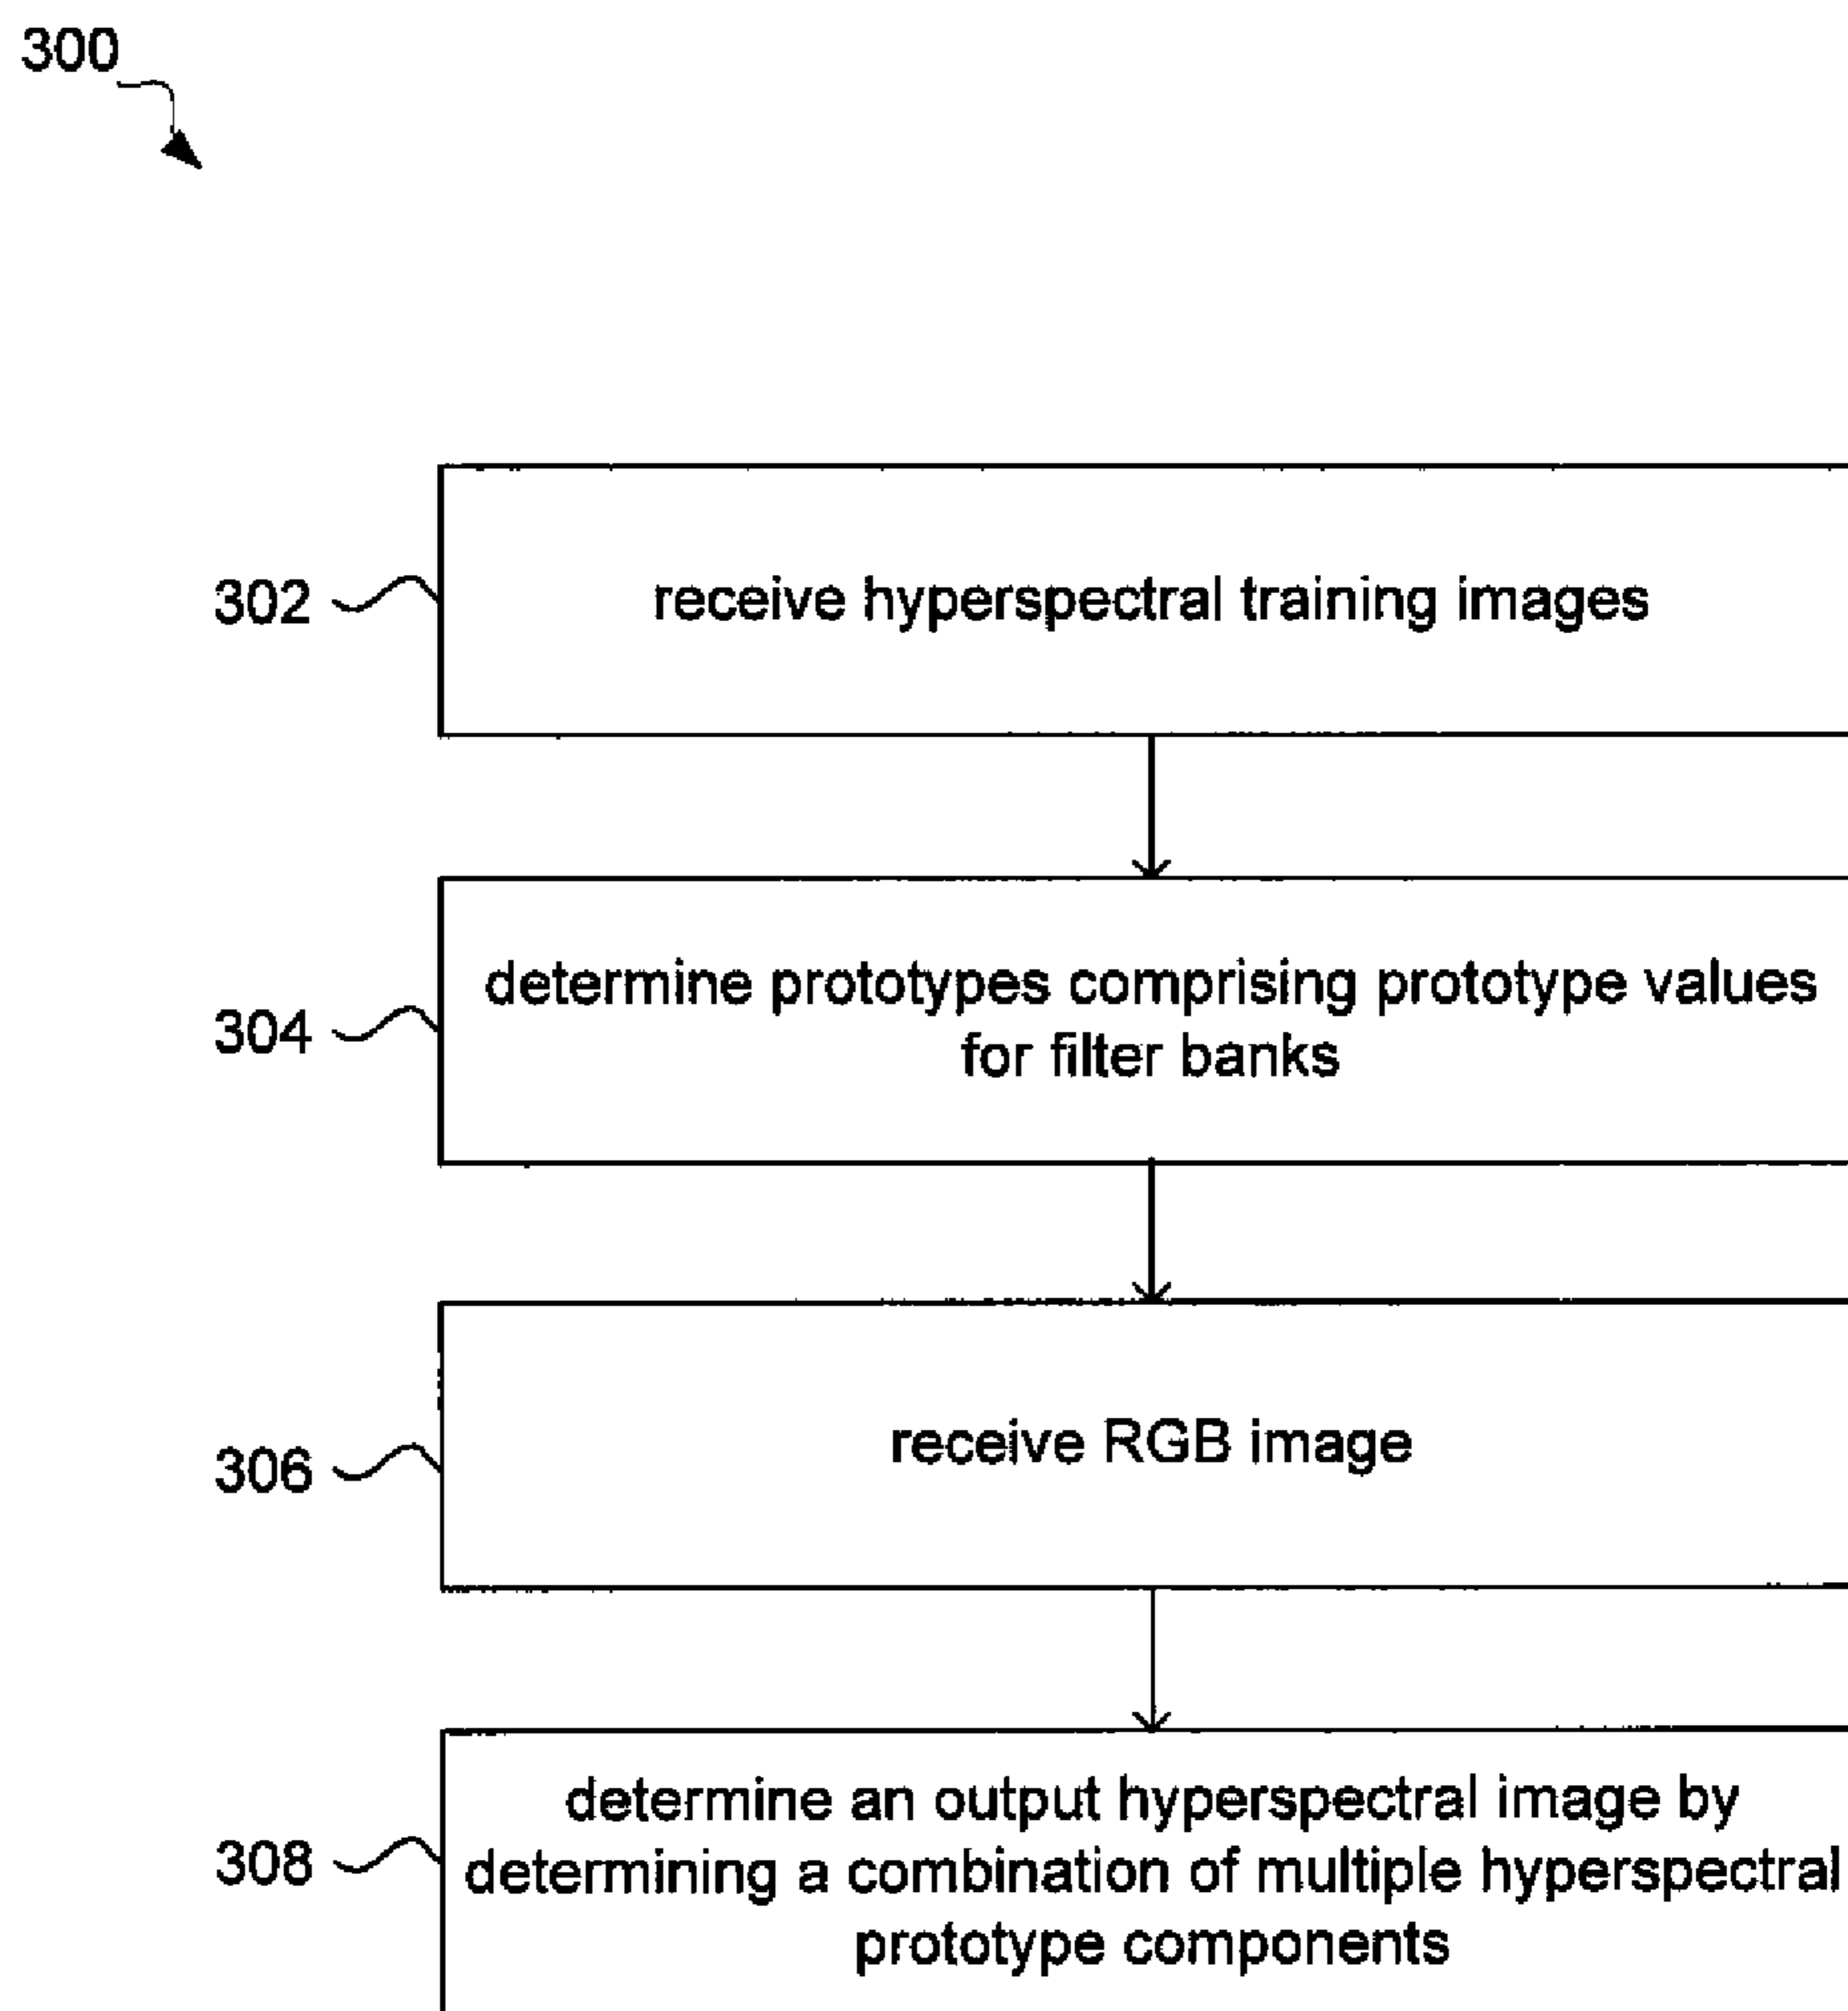 300
302
receive hyperspectral training images
304
determine prototypes comprising prototype values
for filter banks
306
receive RGB image
308
determine an output hyperspectral image by
determining a combination of multiple hyperspectral
prototype components